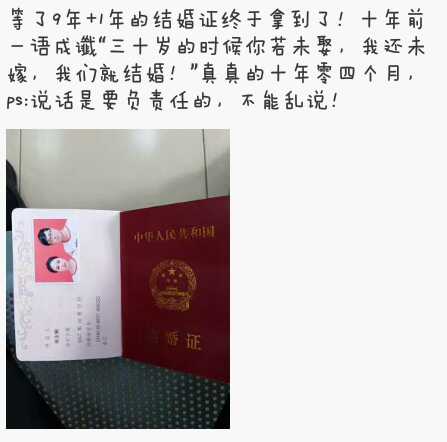 等了9年+1年的结婚证终于拿到了！十年前
一语成谶“三十岁的时候你若未娶，我还未
嫁，我们就结婚！”真真的十年零四个月，
ps:说话是要负责任的，不能乱说！
中华人民共和国
结婚证